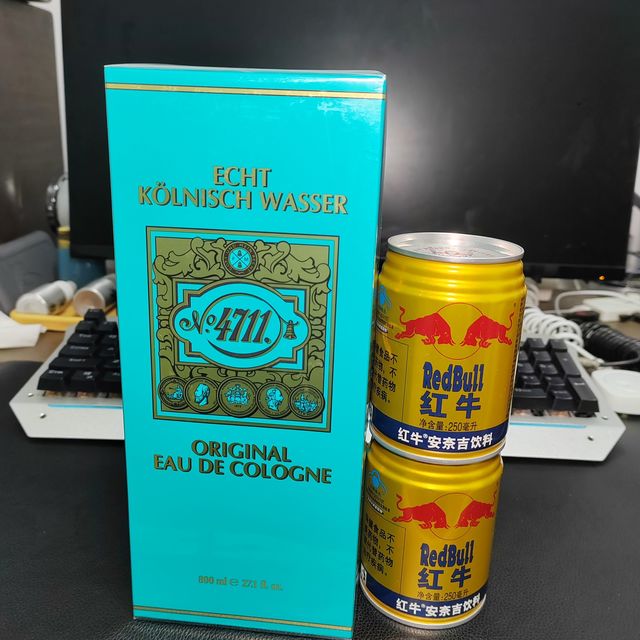 ECHT
KÖLNISCH WASSER
No 4711.
ORIGINAL
EAU DE COLOGNE
800 ml e 27.1 fl. oz.
RedBull
红牛
净含量:250毫升
红牛®安奈吉饮料
RedBull
红牛
净含量:250毫升
红牛®安奈吉饮料